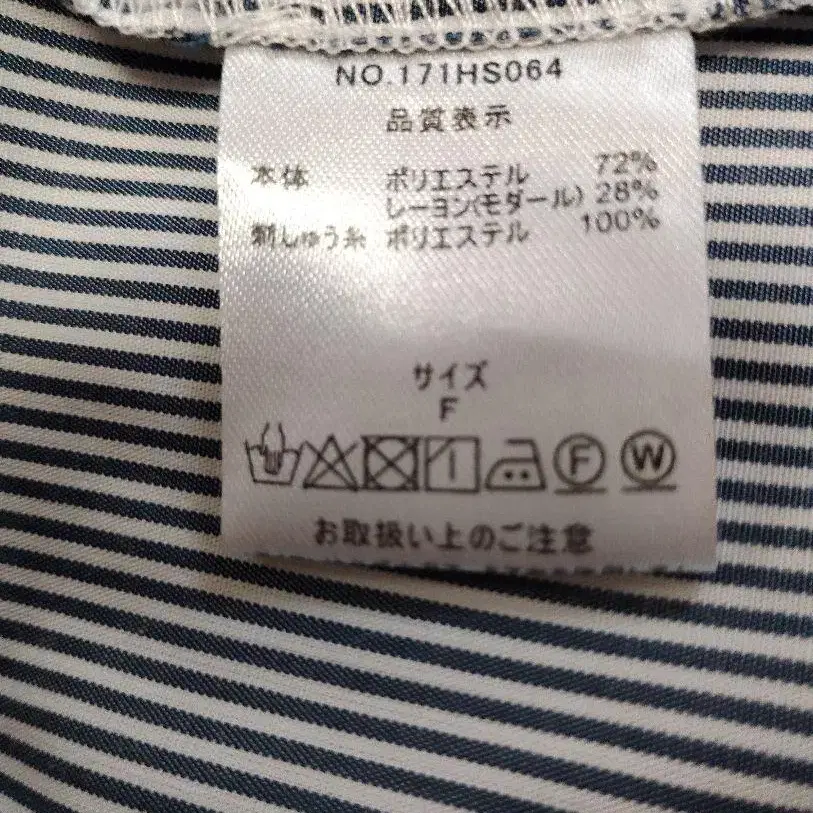 NO.171HS064
品質表示
本体 ポリエステル 72%
レーヨン(モダール) 28%
刺しゅう糸 ポリエステル 100%
サイズ
F
F W
お取扱い上のご注意